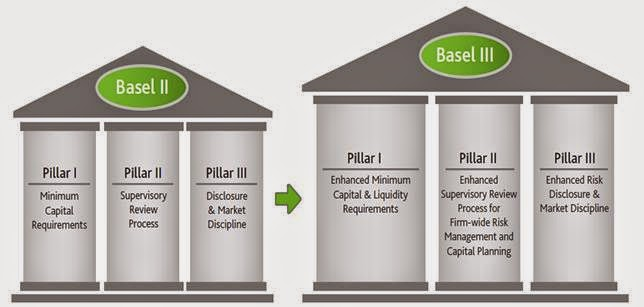 Basel II
Pillar I
Minimum
Capital
Requirements
Pillar II
Supervisory
Review
Process
Pillar III
Disclosure
& Market
Discipline
Basel III
Pillar I
Enhanced Minimum
Capital & Liquidity
Requirements
Pillar II
Enhanced
Supervisory Review
Process for
Firm-wide Risk
Management and
Capital Planning
Pillar III
Enhanced Risk
Disclosure &
Market Discipline